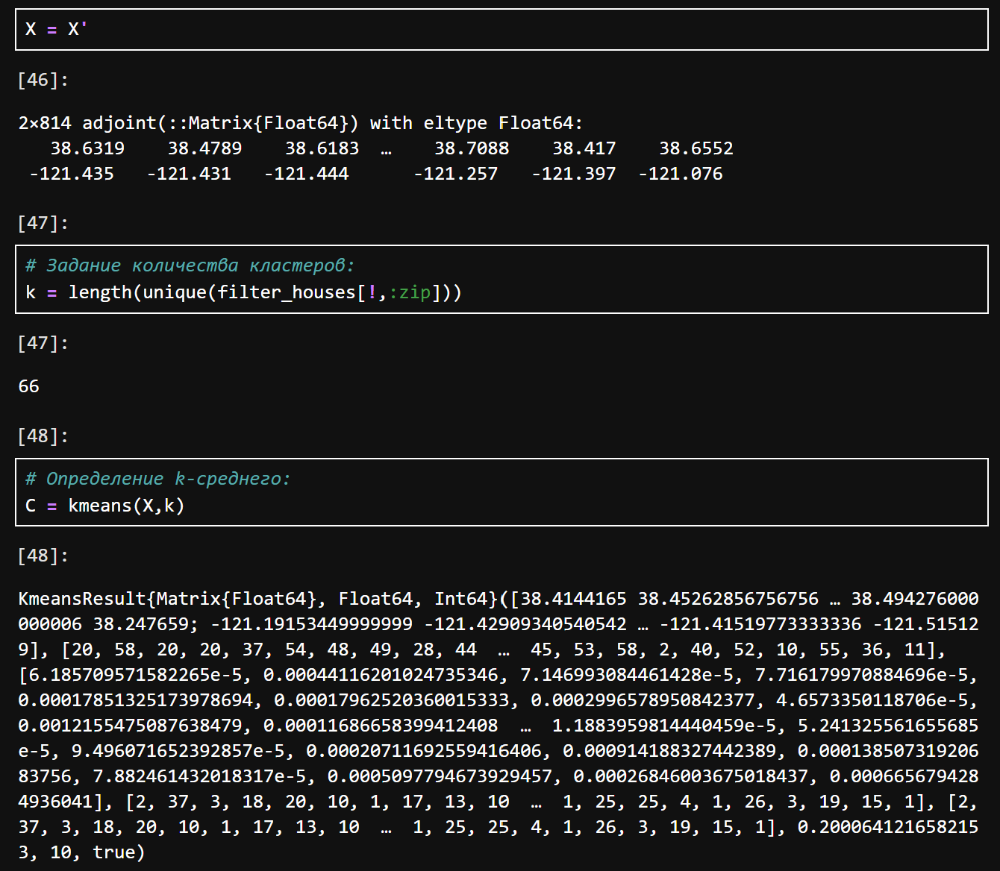 X = X'
[46]:
2×814 adjoint(::Matrix{Float64}) with eltype Float64:
38.6319 38.4789 38.6183 … 38.7088 38.417 38.6552
-121.435 -121.431 -121.444 -121.257 -121.397 -121.076
[47]:
# Задание количества кластеров:
k = length(unique(filter_houses[!,:zip]))
[47]:
66
[48]:
# Определение k-среднего:
C = kmeans(X,k)
[48]:
KmeansResult{Matrix{Float64}, Float64, Int64}([38.4144165 38.45262856756756 … 38.494276000
000006 38.247659; -121.19153449999999 -121.42909340540542 … -121.41519773333336 -121.51512
9], [20, 58, 20, 20, 37, 54, 48, 49, 28, 44 … 45, 53, 58, 2, 40, 52, 10, 55, 36, 11],
[6.185709571582265e-5, 0.00044116201024735346, 7.146993084461428e-5, 7.716179970884696e-5,
0.00017851325173978694, 0.00017962520360015333, 0.0002996578950842377, 4.6573350118706e-5,
0.0012155475087638479, 0.00011686658399412408 … 1.1883959814440459e-5, 5.241325561655685
e-5, 9.496071652392857e-5, 0.00020711692559416406, 0.000914188327442389, 0.000138507319206
83756, 7.882461432018317e-5, 0.0005097794673929457, 0.00026846003675018437, 0.000665679428
4936041], [2, 37, 3, 18, 20, 10, 1, 17, 13, 10 … 1, 25, 25, 4, 1, 26, 3, 19, 15, 1], [2,
37, 3, 18, 20, 10, 1, 17, 13, 10 … 1, 25, 25, 4, 1, 26, 3, 19, 15, 1], 0.200064121658215
3, 10, true)